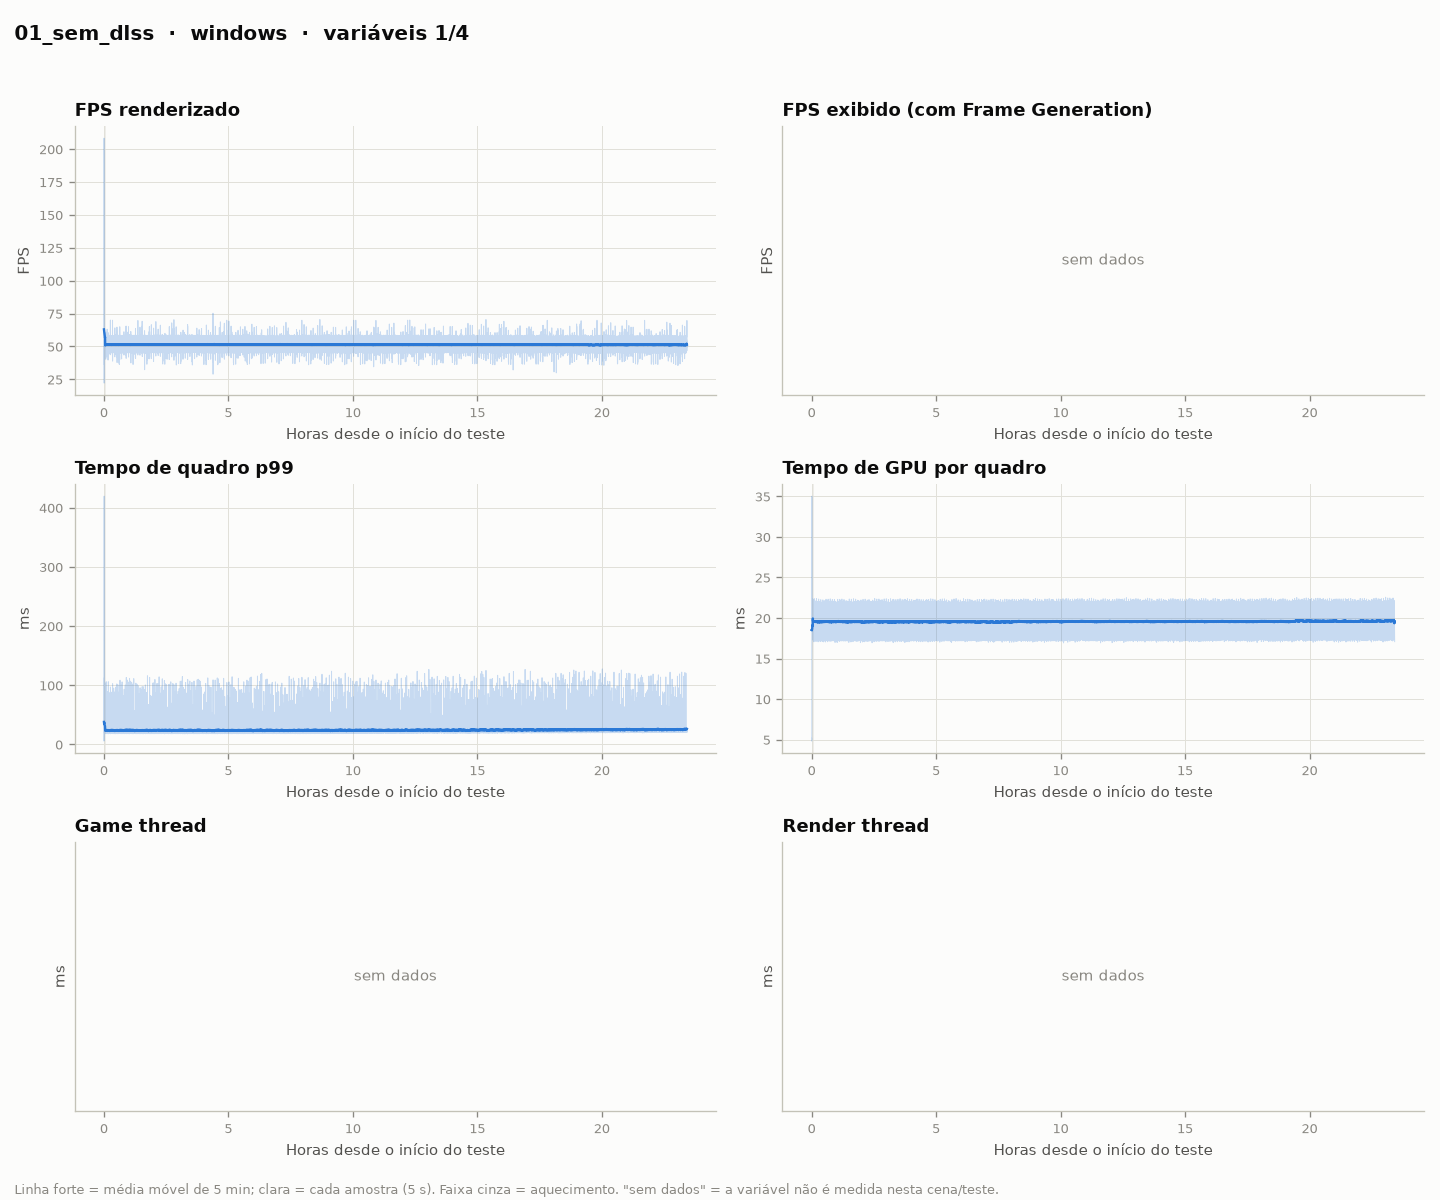 01_sem_dlss · windows · variáveis 1/4
FPS renderizado
FPS
200
175
150
125
100
75
50
25
0 5 10 15 20
Horas desde o início do teste
FPS exibido (com Frame Generation)
FPS
sem dados
0 5 10 15 20
Horas desde o início do teste
Tempo de quadro p99
ms
400
300
200
100
0
0 5 10 15 20
Horas desde o início do teste
Tempo de GPU por quadro
ms
35
30
25
20
15
10
5
0 5 10 15 20
Horas desde o início do teste
Game thread
ms
sem dados
0 5 10 15 20
Horas desde o início do teste
Render thread
ms
sem dados
0 5 10 15 20
Horas desde o início do teste
Linha forte = média móvel de 5 min; clara = cada amostra (5 s). Faixa cinza = aquecimento. "sem dados" = a variável não é medida nesta cena/teste.